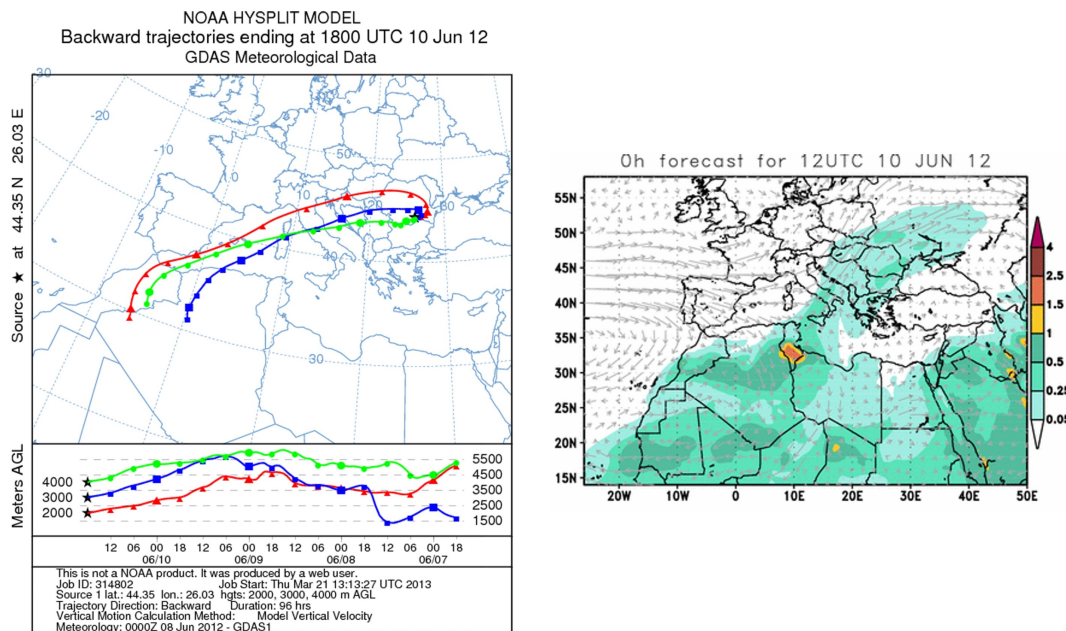 NOAA HYSPLIT MODEL
Backward trajectories ending at 1800 UTC 10 Jun 12
GDAS Meteorological Data
Source ★ at 44.35 N 26.03 E
-20
-10
0
10
50
40
30
Meters AGL
4000
3000
2000
5500
4500
3500
2500
1500
12 06 00 18 12 06 00 18 12 06 00 18 12 06 00 18
06/10 06/09 06/08 06/07
This is not a NOAA product. It was produced by a web user.
Job ID: 314802 Job Start: Thu Mar 21 13:13:27 UTC 2013
Source 1 lat.: 44.35 lon.: 26.03 hgts: 2000, 3000, 4000 m AGL
Trajectory Direction: Backward Duration: 96 hrs
Vertical Motion Calculation Method: Model Vertical Velocity
Meteorology: 0000Z 08 Jun 2012 - GDAS1
0h forecast for 12UTC 10 JUN 12
55N
50N
45N
40N
35N
30N
25N
20N
15N
20W 10W 0 10E 20E 30E 40E 50E
4
2.5
1.5
1
0.5
0.25
0.05